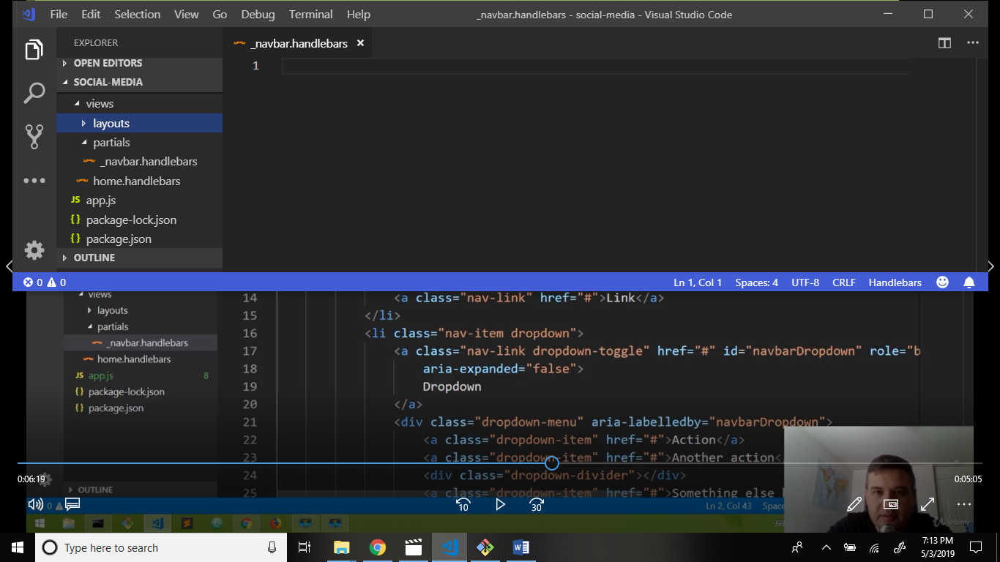 File Edit Selection View Go Debug Terminal Help _navbar.handlebars - social-media - Visual Studio Code
EXPLORER
OPEN EDITORS
SOCIAL-MEDIA
views
layouts
partials
_navbar.handlebars
home.handlebars
JS app.js
{} package-lock.json
{} package.json
OUTLINE
_navbar.handlebars
1
0 0 Ln 1, Col 1 Spaces: 4 UTF-8 CRLF Handlebars
views
layouts
partials
_navbar.handlebars
home.handlebars
JS app.js 8
{} package-lock.json
{} package.json
OUTLINE
14 <a class="nav-link" href="#">Link</a>
15 </li>
16 <li class="nav-item dropdown">
17 <a class="nav-link dropdown-toggle" href="#" id="navbarDropdown" role="b
18 aria-expanded="false">
19 Dropdown
20 </a>
21 <div class="dropdown-menu" aria-labelledby="navbarDropdown">
22 <a class="dropdown-item" href="#">Action</a>
23 <a class="dropdown-item" href="#">Another action<
24 <div class="dropdown-divider"></div>
25 <a class="dropdown-item" href="#">Something else
0:06:19 0:05:05
10 30
0 Ln 2, Col 43 Space
Udemy
Type here to search
7:13 PM
5/3/2019